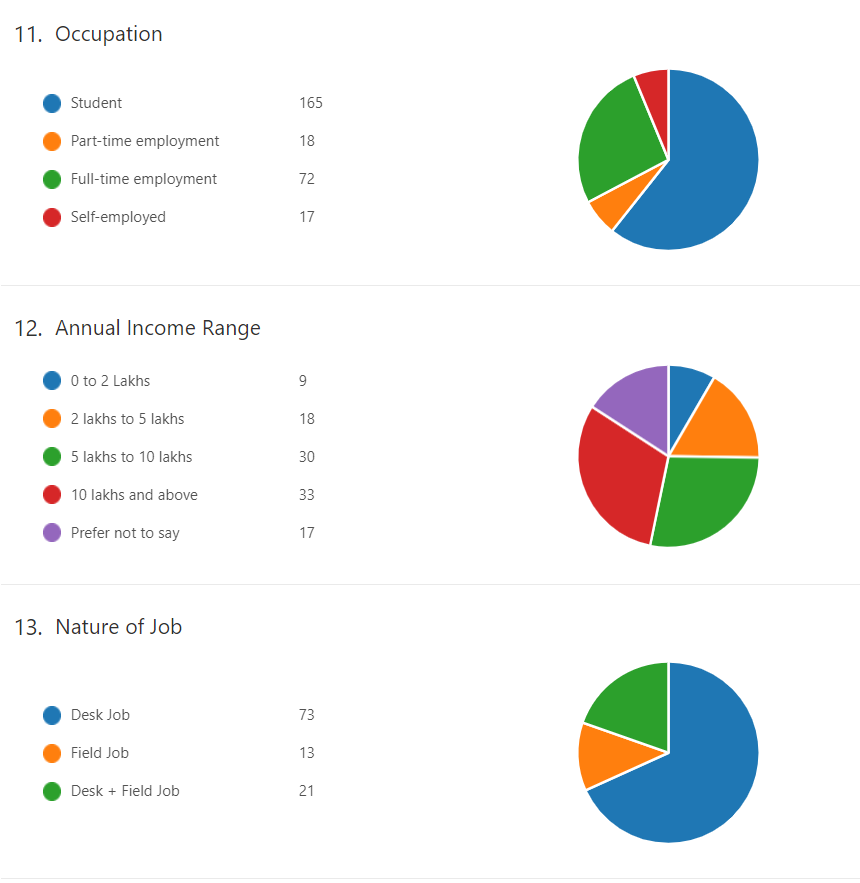 11. Occupation
Student 165
Part-time employment 18
Full-time employment 72
Self-employed 17
12. Annual Income Range
0 to 2 Lakhs 9
2 lakhs to 5 lakhs 18
5 lakhs to 10 lakhs 30
10 lakhs and above 33
Prefer not to say 17
13. Nature of Job
Desk Job 73
Field Job 13
Desk + Field Job 21